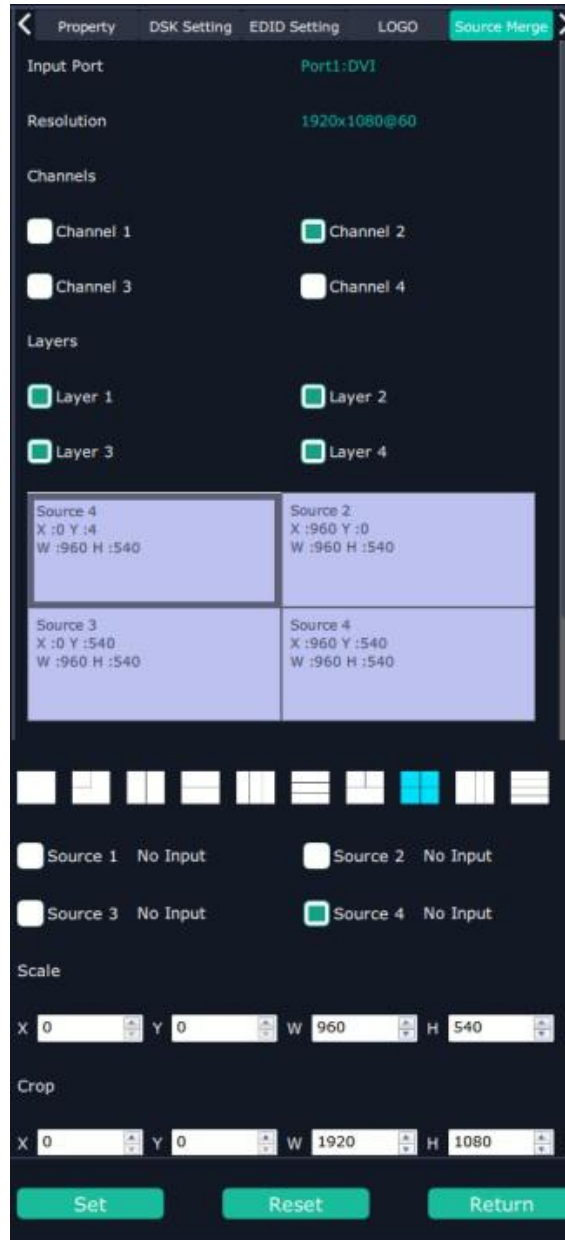 Property DSK Setting EDID Setting LOGO Source Merge
Input Port Port1:DVI
Resolution 1920x1080@60
Channels
Channel 1 Channel 2
Channel 3 Channel 4
Layers
Layer 1 Layer 2
Layer 3 Layer 4
Source 4
X :0 Y :4
W :960 H :540
Source 2
X :960 Y :0
W :960 H :540
Source 3
X :0 Y :540
W :960 H :540
Source 4
X :960 Y :540
W :960 H :540
Source 1 No Input Source 2 No Input
Source 3 No Input Source 4 No Input
Scale
X 0 Y 0 W 960 H 540
Crop
X 0 Y 0 W 1920 H 1080
Set Reset Return